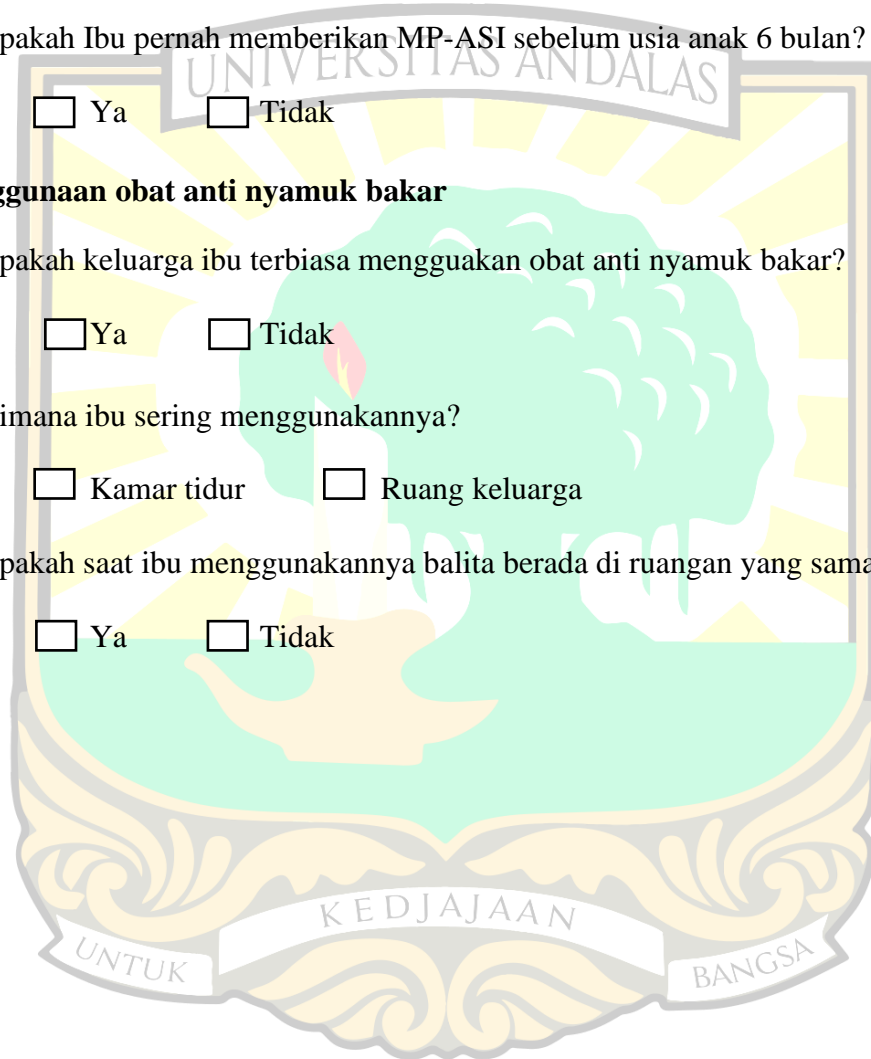 pakah Ibu pernah memberikan MP-ASI sebelum usia anak 6 bulan?
UNIVERSITAS ANDALAS
Ya Tidak
ggunaan obat anti nyamuk bakar
pakah keluarga ibu terbiasa mengguakan obat anti nyamuk bakar?
Ya Tidak
imana ibu sering menggunakannya?
Kamar tidur Ruang keluarga
pakah saat ibu menggunakannya balita berada di ruangan yang sama
Ya Tidak
KEDJAJAAN
UNTUK BANGSA